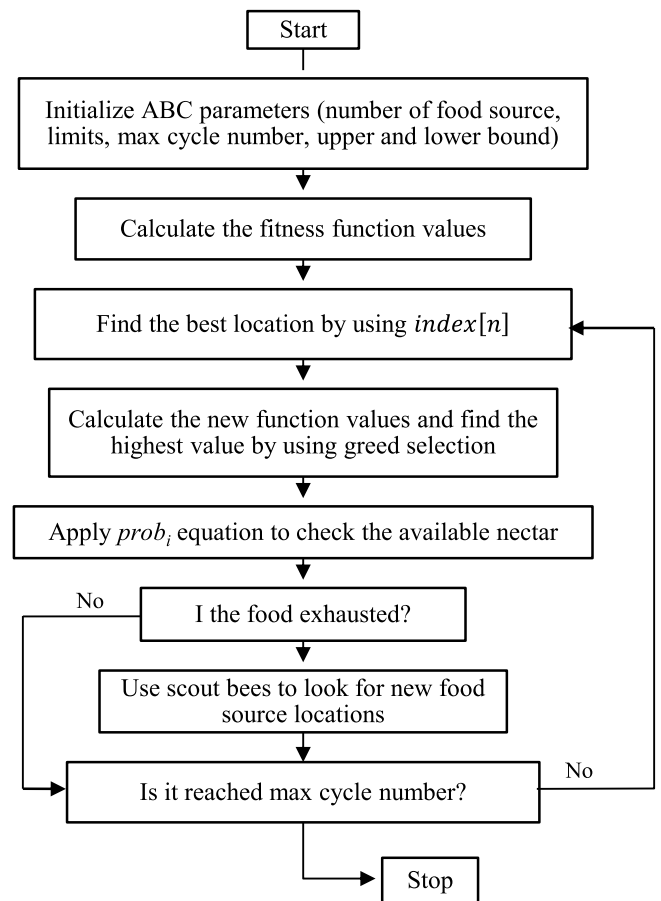 Start
Initialize ABC parameters (number of food source,
limits, max cycle number, upper and lower bound)
Calculate the fitness function values
Find the best location by using index[n]
Calculate the new function values and find the
highest value by using greed selection
Apply prob_i equation to check the available nectar
No
I the food exhausted?
Use scout bees to look for new food
source locations
Is it reached max cycle number?
No
Stop